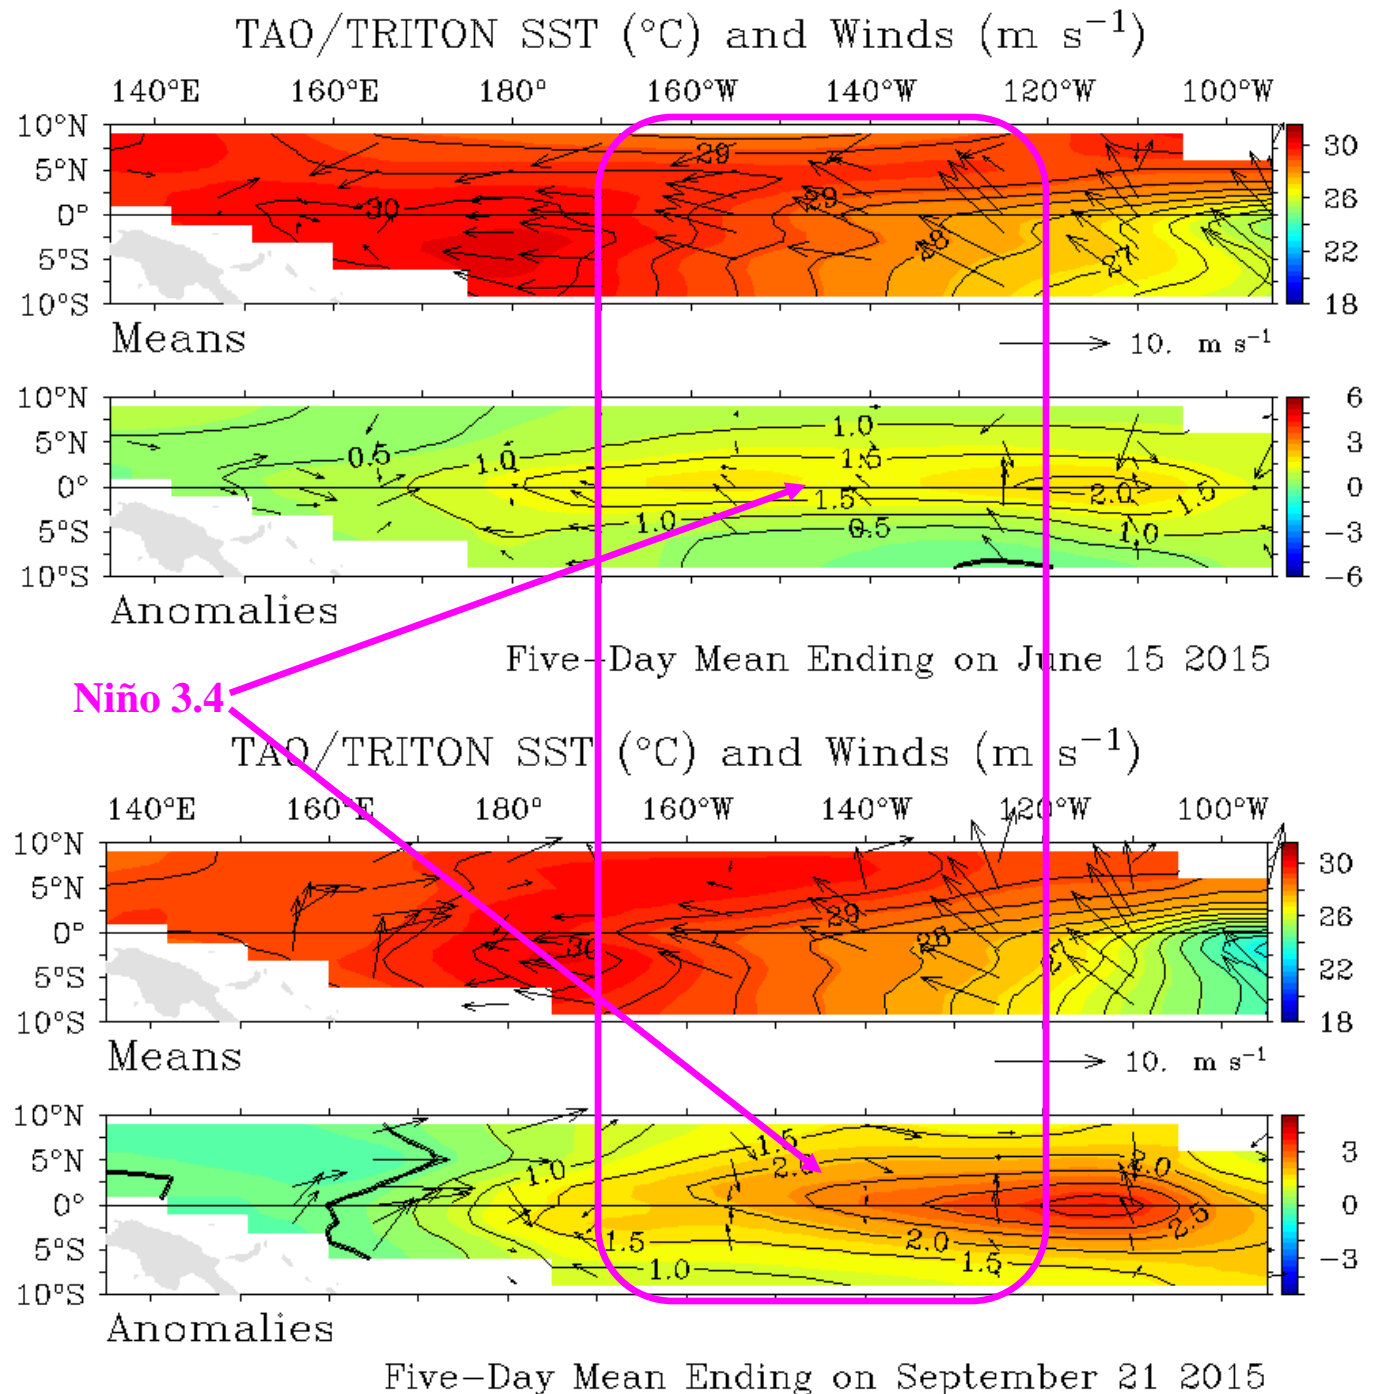 TAO/TRITON SST (°C) and Winds (m s⁻¹)
140°E 160°E 180° 160°W 140°W 120°W 100°W
10°N
5°N
0°
5°S
10°S
29
30
29
28
27
30
26
22
18
Means
10. m s⁻¹
10°N
5°N
0°
5°S
10°S
0.5
1.0
1.0
1.5
1.5
2.0
1.5
1.0
0.5
1.0
6
3
0
−3
−6
Anomalies
Five−Day Mean Ending on June 15 2015
Niño 3.4
TAO/TRITON SST (°C) and Winds (m s⁻¹)
140°E 160°E 180° 160°W 140°W 120°W 100°W
10°N
5°N
0°
5°S
10°S
29
30
28
27
30
26
22
18
Means
10. m s⁻¹
10°N
5°N
0°
5°S
10°S
1.0
1.5
2.0
2.0
2.5
1.5
2.0
1.0
1.5
3
0
−3
Anomalies
Five−Day Mean Ending on September 21 2015